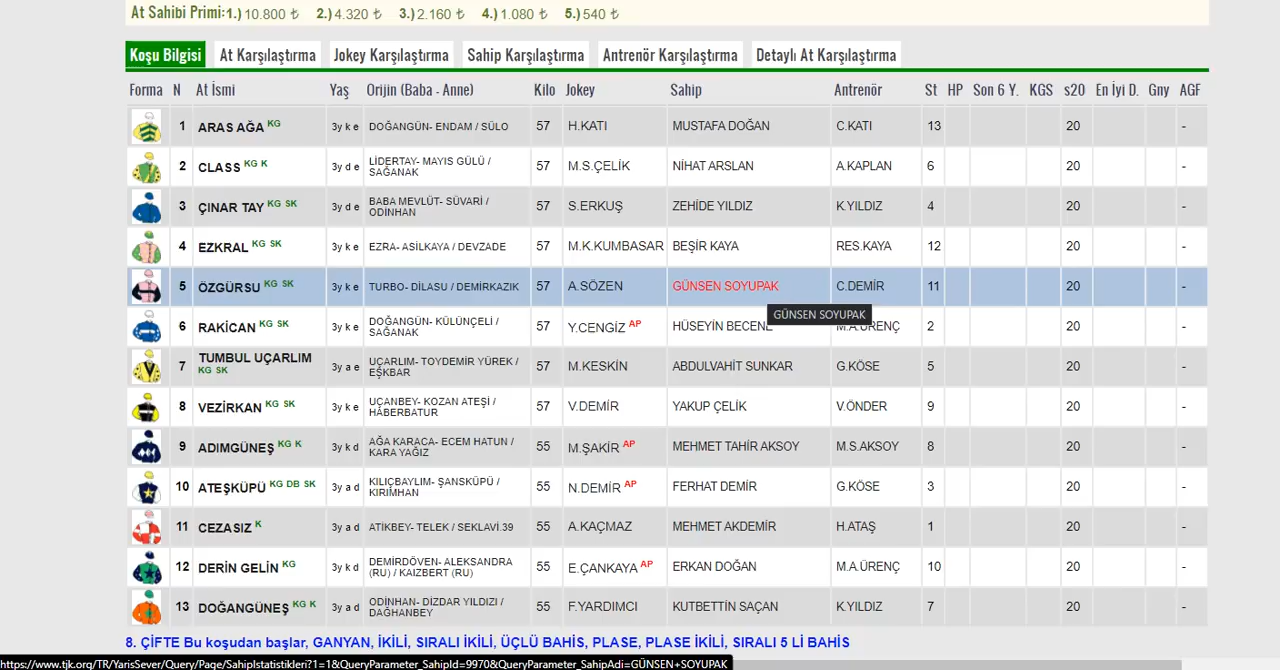 At Sahibi Primi:1.) 10.800 ₺ 2.) 4.320 ₺ 3.) 2.160 ₺ 4.) 1.080 ₺ 5.) 540 ₺
Koşu Bilgisi At Karşılaştırma Jokey Karşılaştırma Sahip Karşılaştırma Antrenör Karşılaştırma Detaylı At Karşılaştırma
Forma N At İsmi Yaş Orijin (Baba - Anne) Kilo Jokey Sahip Antrenör St HP Son 6 Y. KGS s20 En İyi D. Gny AGF
1 ARAS AĞA KG 3y k e DOĞANGÜN- ENDAM / SÜLO 57 H.KATI MUSTAFA DOĞAN C.KATI 13 20 -
2 CLASS KG K 3y d e LİDERTAY- MAYIS GÜLÜ / SAĞANAK 57 M.S.ÇELİK NİHAT ARSLAN A.KAPLAN 6 20 -
3 ÇINAR TAY KG SK 3y d e BABA MEVLÜT- SÜVARİ / ODİNHAN 57 S.ERKUŞ ZEHİDE YILDIZ K.YILDIZ 4 20 -
4 EZKRAL KG SK 3y k e EZRA- ASİLKAYA / DEVZADE 57 M.K.KUMBASAR BEŞİR KAYA RES.KAYA 12 20 -
5 ÖZGÜRSU KG SK 3y k e TURBO- DİLASU / DEMİRKAZIK 57 A.SÖZEN GÜNSEN SOYUPAK C.DEMİR 11 20 -
GÜNSEN SOYUPAK
6 RAKİCAN KG SK 3y k e DOĞANGÜN- KÜLÜNÇELİ / SAĞANAK 57 Y.CENGİZ AP HÜSEYİN M.A.ÜRENÇ 2 20 -
7 TUMBUL UÇARLIM KG SK 3y a e UÇARLIM- TOYDEMİR YÜREK / EŞKBAR 57 M.KESKİN ABDULVAHİT SUNKAR G.KÖSE 5 20 -
8 VEZİRKAN KG SK 3y k e UÇANBEY- KOZAN ATEŞİ / HABERBATUR 57 V.DEMİR YAKUP ÇELİK V.ÖNDER 9 20 -
9 ADIMGÜNEŞ KG K 3y k d AĞA KARACA- ECEM HATUN / KARA YAĞIZ 55 M.ŞAKİR AP MEHMET TAHİR AKSOY M.S.AKSOY 8 20 -
10 ATEŞKÜPÜ KG DB SK 3y a d KILIÇBAYLIM- ŞANSKÜPÜ / KIRIMHAN 55 N.DEMİR AP FERHAT DEMİR G.KÖSE 3 20 -
11 CEZASIZ K 3y a d ATİKBEY- TELEK / SEKLAVİ.39 55 A.KAÇMAZ MEHMET AKDEMİR H.ATAŞ 1 20 -
12 DERİN GELİN KG 3y k d DEMİRDÖVEN- ALEKSANDRA (RU) / KAIZBERT (RU) 55 E.ÇANKAYA AP ERKAN DOĞAN M.A.ÜRENÇ 10 20 -
13 DOĞANGÜNEŞ KG K 3y a d ODİNHAN- DİZDAR YILDIZI / DAĞHANBEY 55 F.YARDIMCI KUTBETTİN SAÇAN K.YILDIZ 7 20 -
8. ÇİFTE Bu koşudan başlar, GANYAN, İKİLİ, SIRALI İKİLİ, ÜÇLÜ BAHİS, PLASE, PLASE İKİLİ, SIRALI 5 Lİ BAHİS
https://www.tjk.org/TR/YarisSever/Query/Page/SahipIstatistikleri?1=1&QueryParameter_SahipId=9970&QueryParameter_SahipAdi=GÜNSEN+SOYUPAK